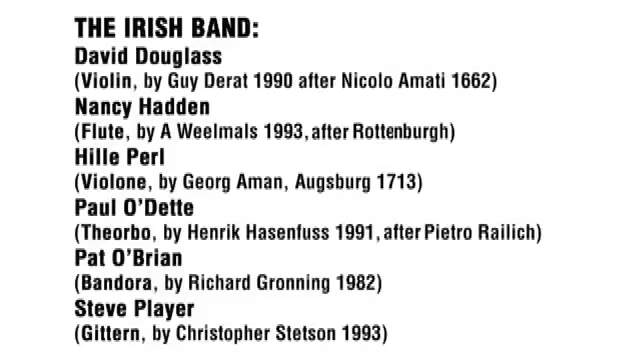 THE IRISH BAND:
David Douglass
(Violin, by Guy Derat 1990 after Nicolo Amati 1662)
Nancy Hadden
(Flute, by A Weelmals 1993, after Rottenburgh)
Hille Perl
(Violone, by Georg Aman, Augsburg 1713)
Paul O'Dette
(Theorbo, by Henrik Hasenfuss 1991, after Pietro Railich)
Pat O'Brian
(Bandora, by Richard Gronning 1982)
Steve Player
(Gittern, by Christopher Stetson 1993)